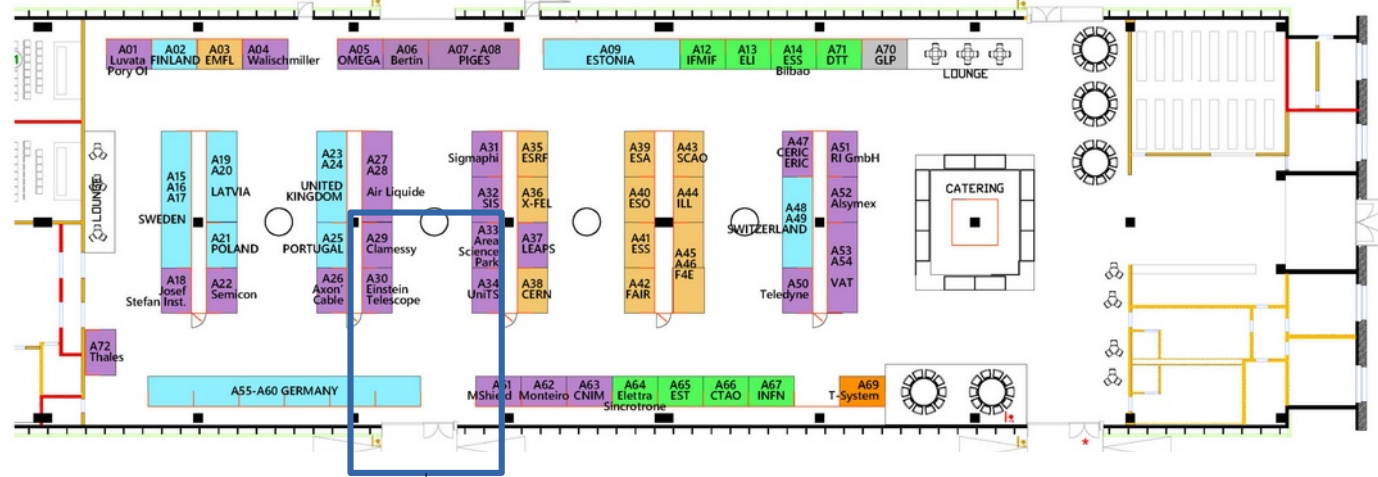 A01
Luvata
Pory OI
A02
FINLAND
A03
EMFL
A04
Walischmiller
A05
OMEGA
A06
Bertin
A07 - A08
PIGES
A09
ESTONIA
A12
IFMIF
A13
ELI
A14
ESS
Bilbao
A71
DTT
A70
GLP
LOUNGE
LOUNGE
A15
A16
A17
SWEDEN
A18
Josef
Stefan Inst.
A19
A20
LATVIA
A21
POLAND
A22
Semicon
A23
A24
UNITED
KINGDOM
A25
PORTUGAL
A26
Axon'
Cable
A27
A28
Air Liquide
A29
Clamessy
A30
Einstein
Telescope
A31
Sigmaphi
A32
SIS
A33
Area
Science
Park
A34
UniTS
A35
ESRF
A36
X-FEL
A37
LEAPS
A38
CERN
A39
ESA
A40
ESO
A41
ESS
A42
FAIR
A43
SCAO
A44
ILL
A45
A46
F4E
A47
CERIC
ERIC
A48
A49
SWITZERLAND
A50
Teledyne
A51
RI GmbH
A52
Alsymex
A53
A54
VAT
CATERING
A72
Thales
A55-A60 GERMANY
A61
MShield
A62
Monteiro
A63
CNIM
A64
Elettra
Sincrotrone
A65
EST
A66
CTAO
A67
INFN
A69
T-System